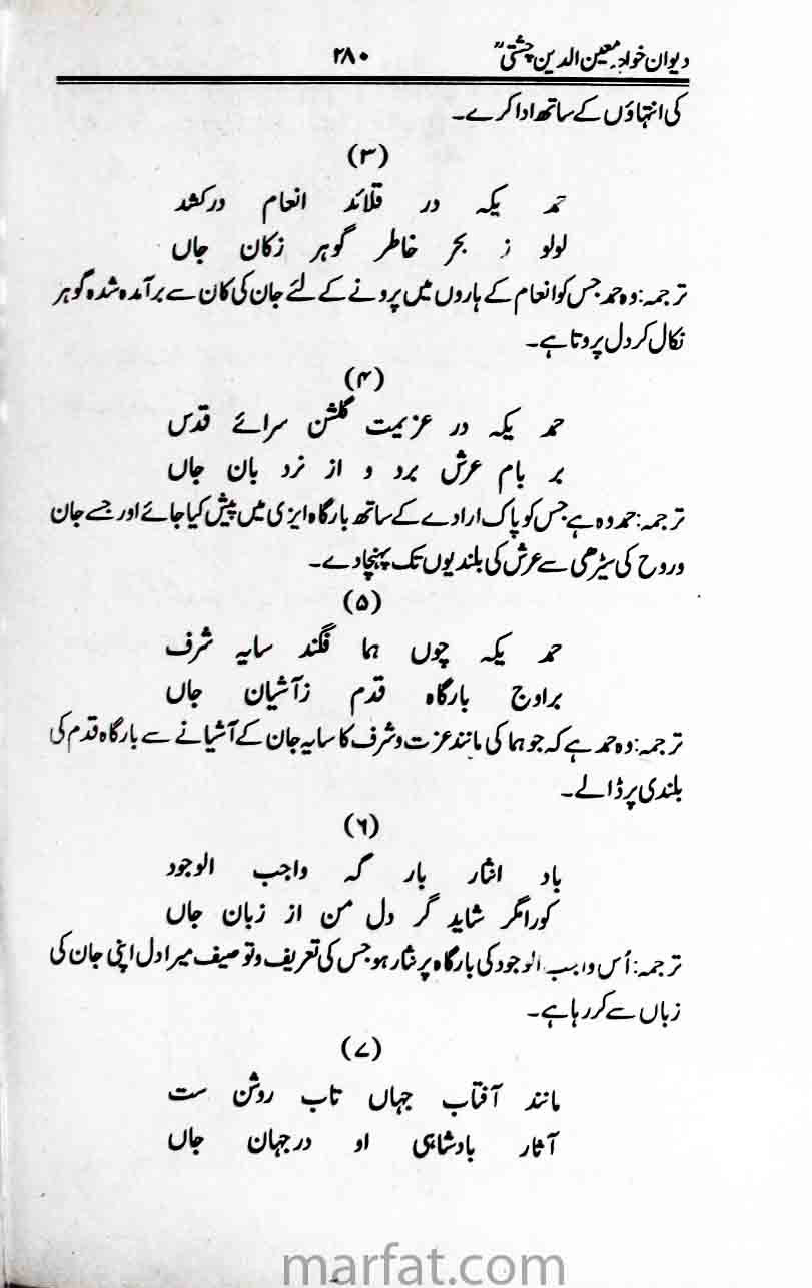 دیوان خواجہ معین الدین چشتیؒ ۲۸۰
کی انتہاؤں کے ساتھ ادا کرے۔
(۳)
حمد یکہ در قلائد انعام درکشد
لولو ز بحر خاطر گوہر زکان جاں
ترجمہ: وہ حمد جس کو انعام کے ہاروں میں پرونے کے لئے جان کی کان سے برآمدہ شدہ گوہر
نکال کر دل پروتا ہے۔
(۴)
حمد یکہ در عزیمت گلشن سرائے قدس
بر بام عرش برد و از نرد بان جاں
ترجمہ: حمد وہ ہے جس کو پاک ارادے کے ساتھ بارگاہ ایزی میں پیش کیا جائے اور جسے جان
وروح کی سیڑھی سے عرش کی بلندیوں تک پہنچادے۔
(۵)
حمد یکہ چوں ہما فگند سایہ شرف
براوج بارگاہ قدم زآشیان جاں
ترجمہ: وہ حمد ہے کہ جو ہما کی مانند عزت وشرف کا سایہ جان کے آشیانے سے بارگاہ قدم کی
بلندی پر ڈالے۔
(۶)
باد انثار بار گہ واجب الوجود
کورامگر شاید گر دل من از زبان جاں
ترجمہ: اُس واجب الوجود کی بارگاہ پر نثار ہو جس کی تعریف وتوصیف میرا دل اپنی جان کی
زباں سے کر رہا ہے۔
(۷)
مانند آفتاب جہاں تاب روشن ست
آثار بادشاہی او درجہان جاں
marfat.com